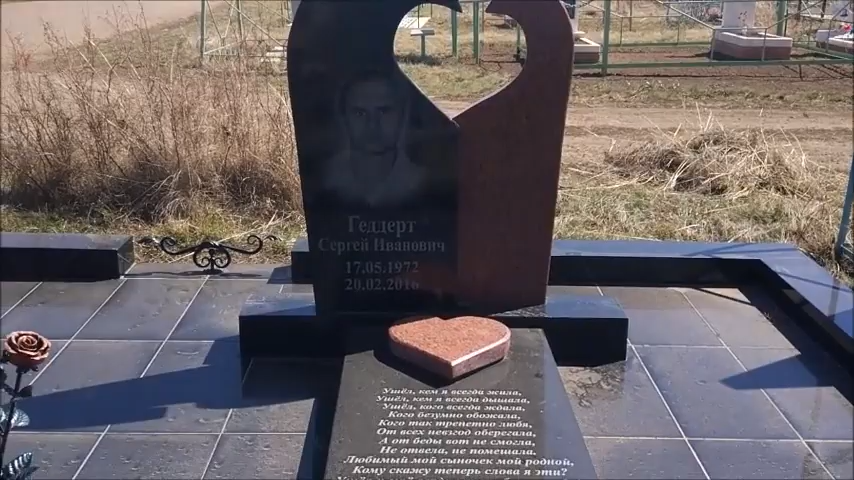 Геддерт
Сергей Иванович
17.05.1972
20.02.2016
Ушёл, кем я всегда жила,
Ушёл, кем я всегда дышала,
Ушёл, кого я всегда ждала.
Кого безумно обожала,
Кого так трепетно любя,
От всех невзгод оберегала,
А от беды вот не смогла,
Не отвела, не помешала.
Любимый мой сыночек, мой родной,
Кому скажу теперь слова я эти?